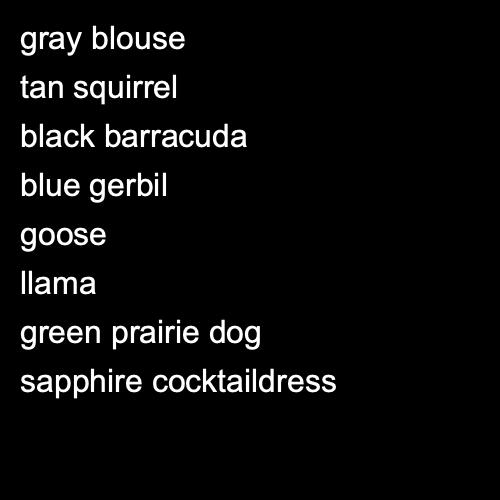 gray blouse
tan squirrel
black barracuda
blue gerbil
goose
llama
green prairie dog
sapphire cocktaildress